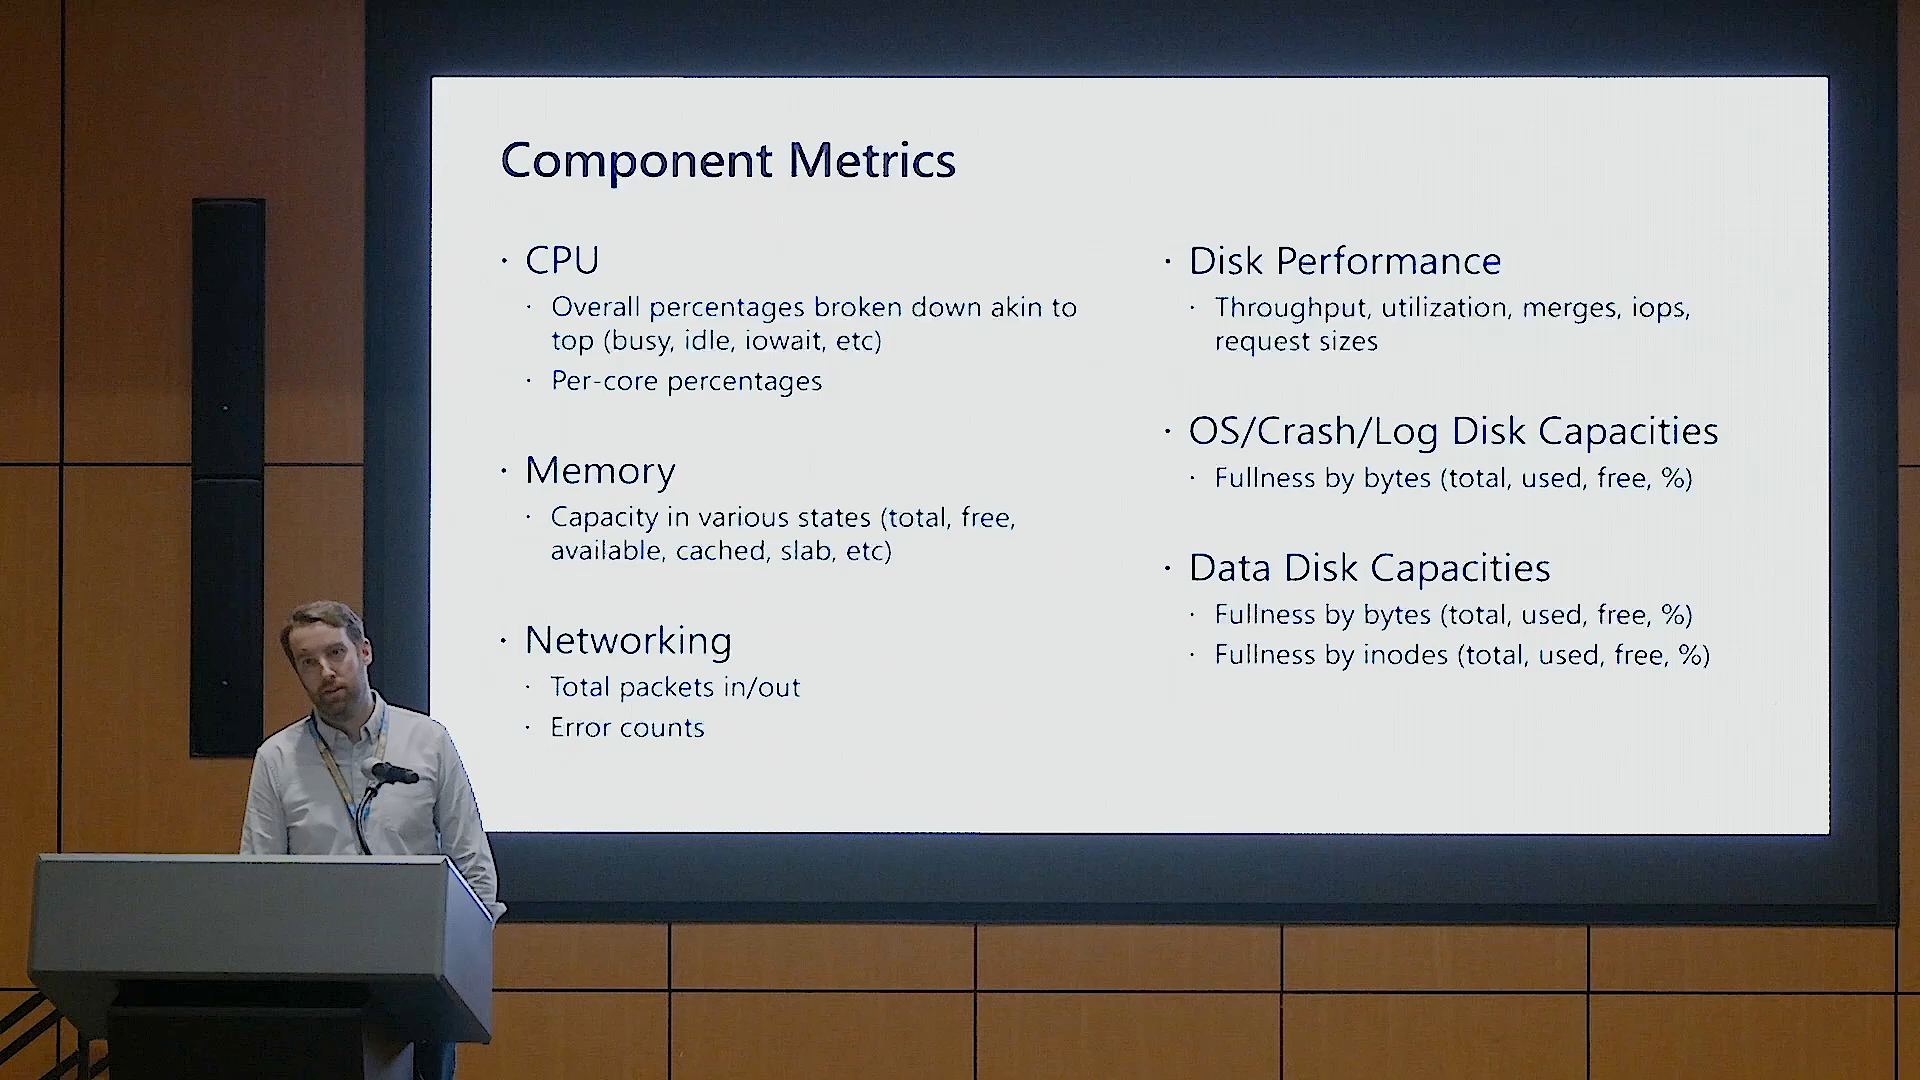 Component Metrics
· CPU
· Overall percentages broken down akin to
top (busy, idle, iowait, etc)
· Per-core percentages
· Memory
· Capacity in various states (total, free,
available, cached, slab, etc)
· Networking
· Total packets in/out
· Error counts
· Disk Performance
· Throughput, utilization, merges, iops,
request sizes
· OS/Crash/Log Disk Capacities
· Fullness by bytes (total, used, free, %)
· Data Disk Capacities
· Fullness by bytes (total, used, free, %)
· Fullness by inodes (total, used, free, %)